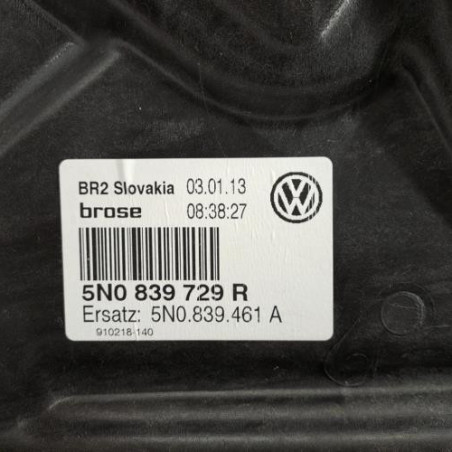 BR2 Slovakia 03.01.13
brose 08:38:27
5N0 839 729 R
Ersatz: 5N0.839.461 A
910218-140